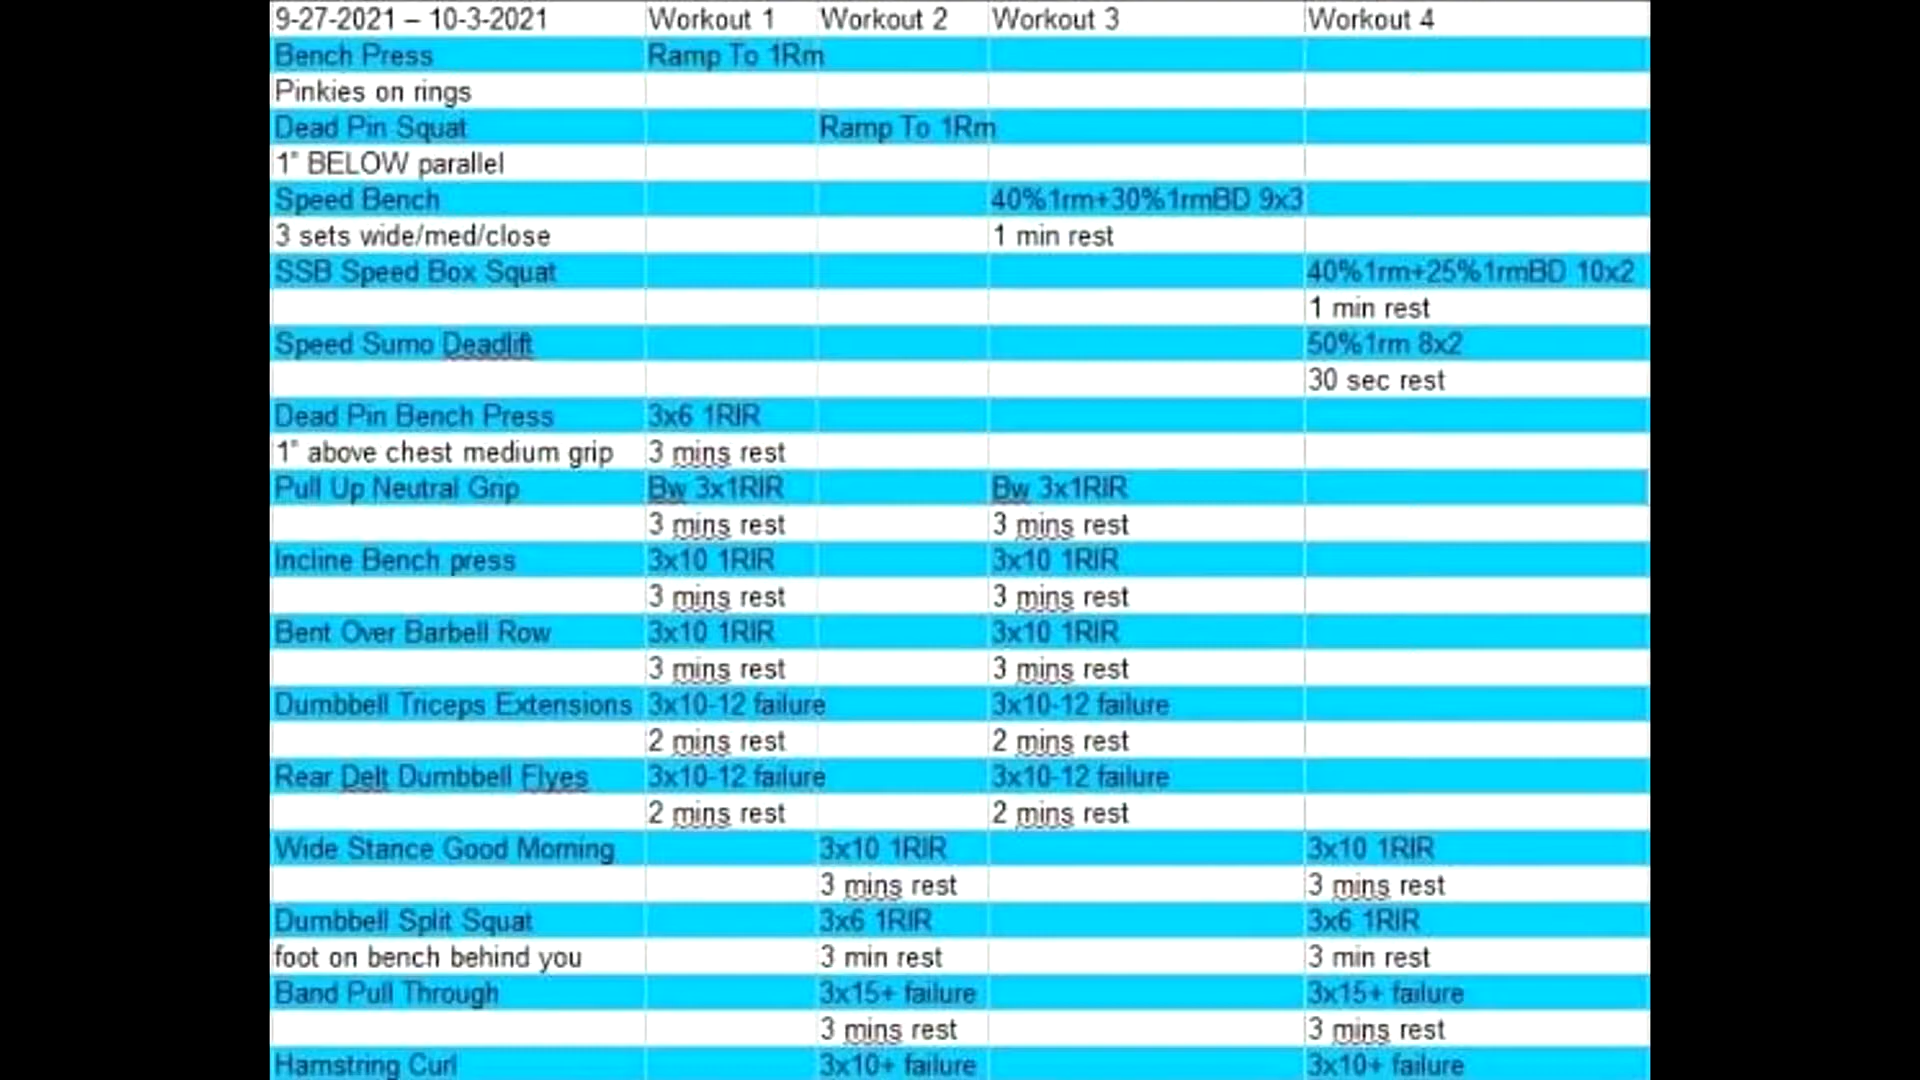 9-27-2021 – 10-3-2021 Workout 1 Workout 2 Workout 3 Workout 4
Bench Press Ramp To 1Rm
Pinkies on rings
Dead Pin Squat Ramp To 1Rm
1" BELOW parallel
Speed Bench 40%1rm+30%1rmBD 9x3
3 sets wide/med/close 1 min rest
SSB Speed Box Squat 40%1rm+25%1rmBD 10x2
1 min rest
Speed Sumo Deadlift 50%1rm 8x2
30 sec rest
Dead Pin Bench Press 3x6 1RIR
1" above chest medium grip 3 mins rest
Pull Up Neutral Grip Bw 3x1RIR Bw 3x1RIR
3 mins rest 3 mins rest
Incline Bench press 3x10 1RIR 3x10 1RIR
3 mins rest 3 mins rest
Bent Over Barbell Row 3x10 1RIR 3x10 1RIR
3 mins rest 3 mins rest
Dumbbell Triceps Extensions 3x10-12 failure 3x10-12 failure
2 mins rest 2 mins rest
Rear Delt Dumbbell Flyes 3x10-12 failure 3x10-12 failure
2 mins rest 2 mins rest
Wide Stance Good Morning 3x10 1RIR 3x10 1RIR
3 mins rest 3 mins rest
Dumbbell Split Squat 3x6 1RIR 3x6 1RIR
foot on bench behind you 3 min rest 3 min rest
Band Pull Through 3x15+ failure 3x15+ failure
3 mins rest 3 mins rest
Hamstring Curl 3x10+ failure 3x10+ failure